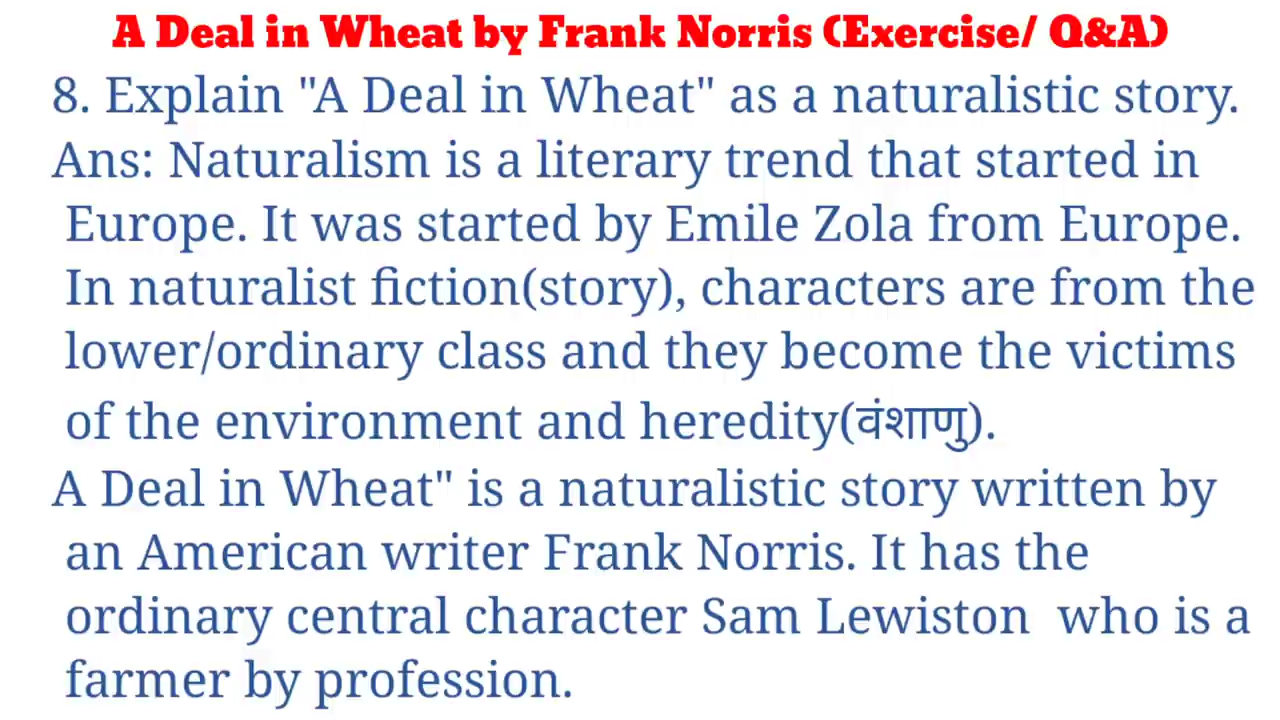 A Deal in Wheat by Frank Norris (Exercise/ Q&A)
8. Explain "A Deal in Wheat" as a naturalistic story.
Ans: Naturalism is a literary trend that started in
Europe. It was started by Emile Zola from Europe.
In naturalist fiction(story), characters are from the
lower/ordinary class and they become the victims
of the environment and heredity(वंशाणु).
A Deal in Wheat" is a naturalistic story written by
an American writer Frank Norris. It has the
ordinary central character Sam Lewiston who is a
farmer by profession.